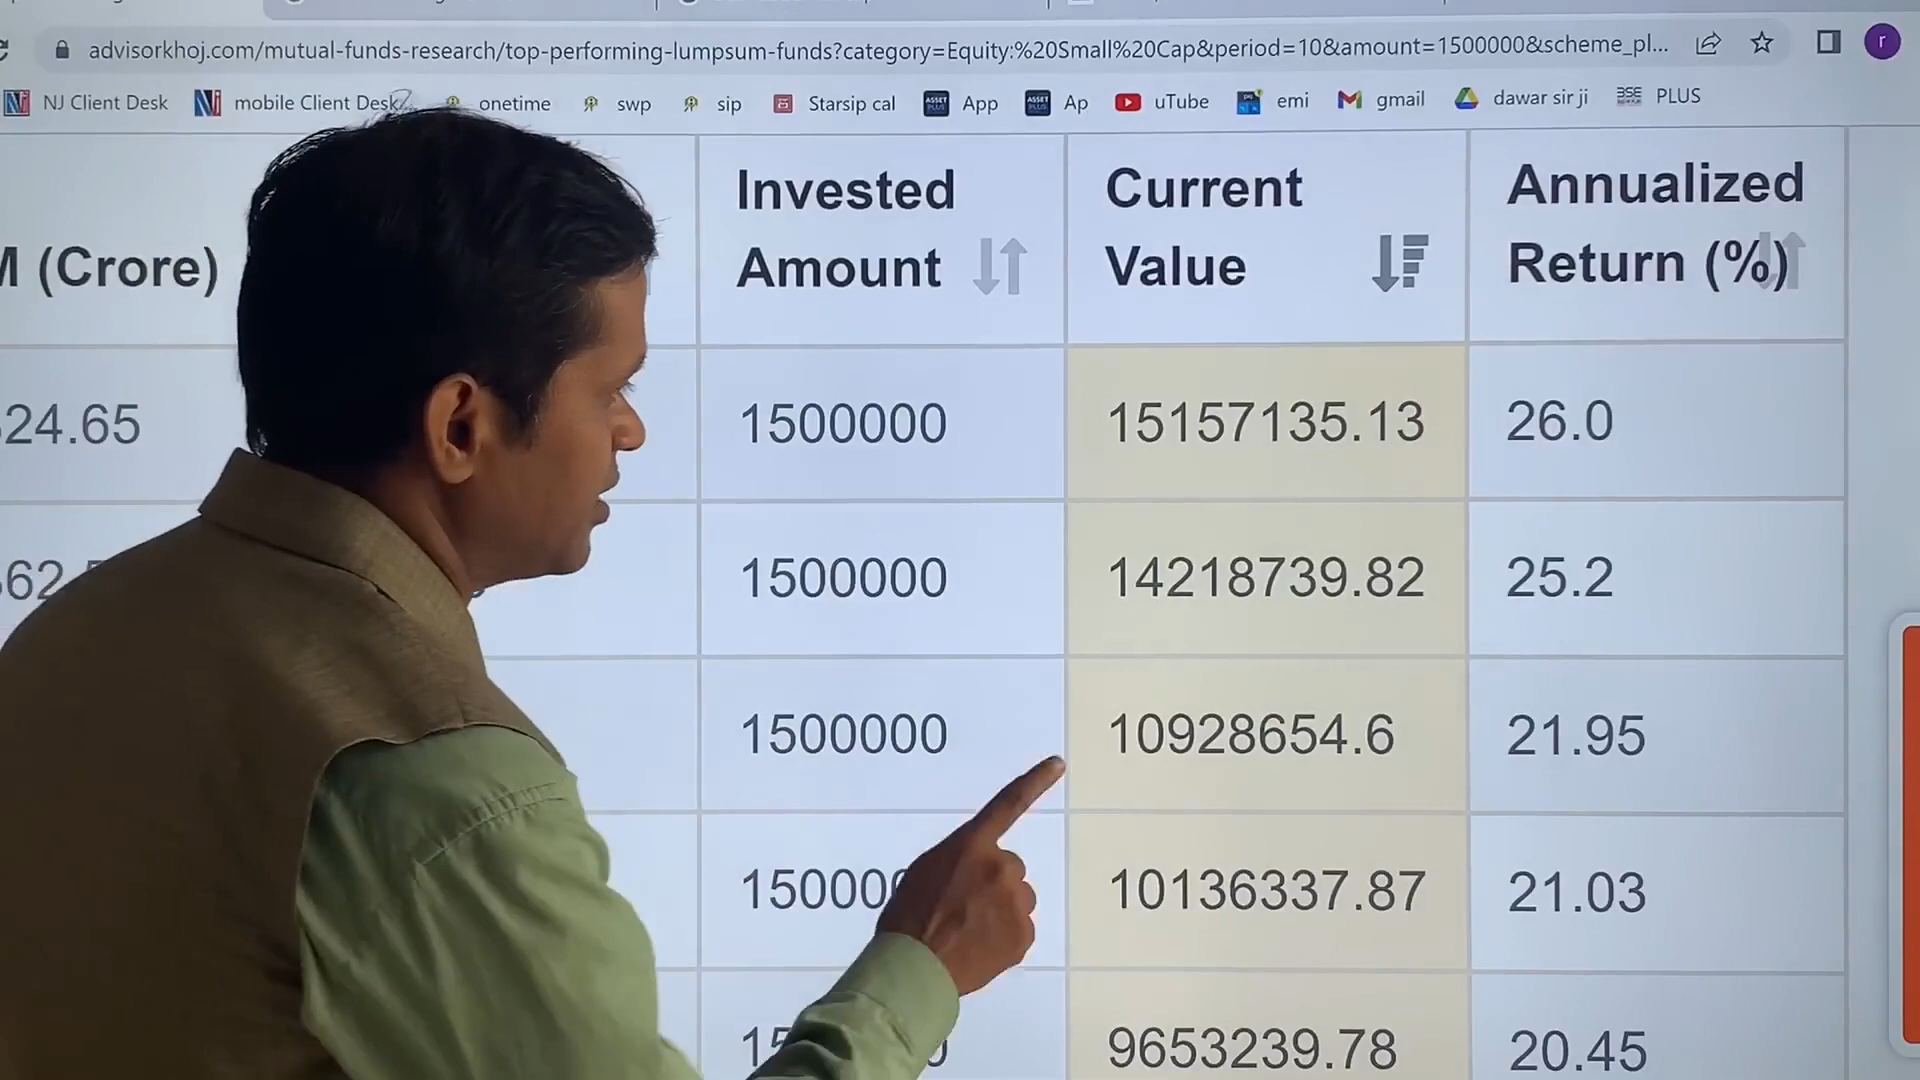 advisorkhoj.com/mutual-funds-research/top-performing-lumpsum-funds?category=Equity:%20Small%20Cap&period=10&amount=1500000&scheme_pl...
r
NJ Client Desk mobile Client Desk onetime swp sip Starsip cal App Ap uTube emi gmail dawar sir ji PLUS
(Crore) Invested Amount Current Value Annualized Return (%)
24.65 1500000 15157135.13 26.0
62 1500000 14218739.82 25.2
1500000 10928654.6 21.95
15000 10136337.87 21.03
9653239.78 20.45